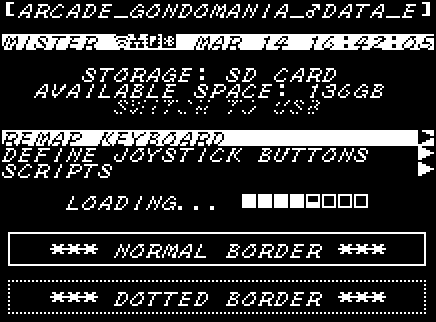 [ARCADE_GONDOMANIA_♂DATA_E]
MISTER MAR 14 16:43:05
STORAGE: SD CARD
AVAILABLE SPACE: 136GB
SWITCH TO USB
REMAP KEYBOARD ▶
DEFINE JOYSTICK BUTTONS ▶
SCRIPTS ▶
LOADING...
*** NORMAL BORDER ***
*** DOTTED BORDER ***